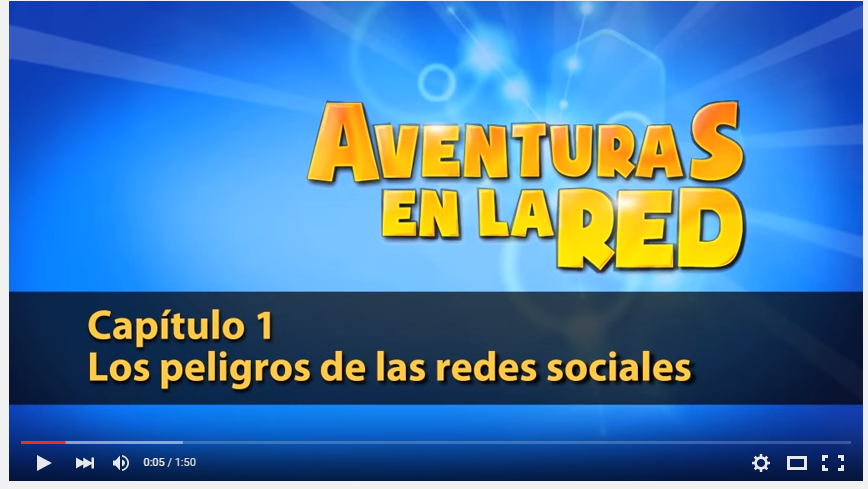 AVENTURAS
EN LA RED
Capítulo 1
Los peligros de las redes sociales
0:05 / 1:50